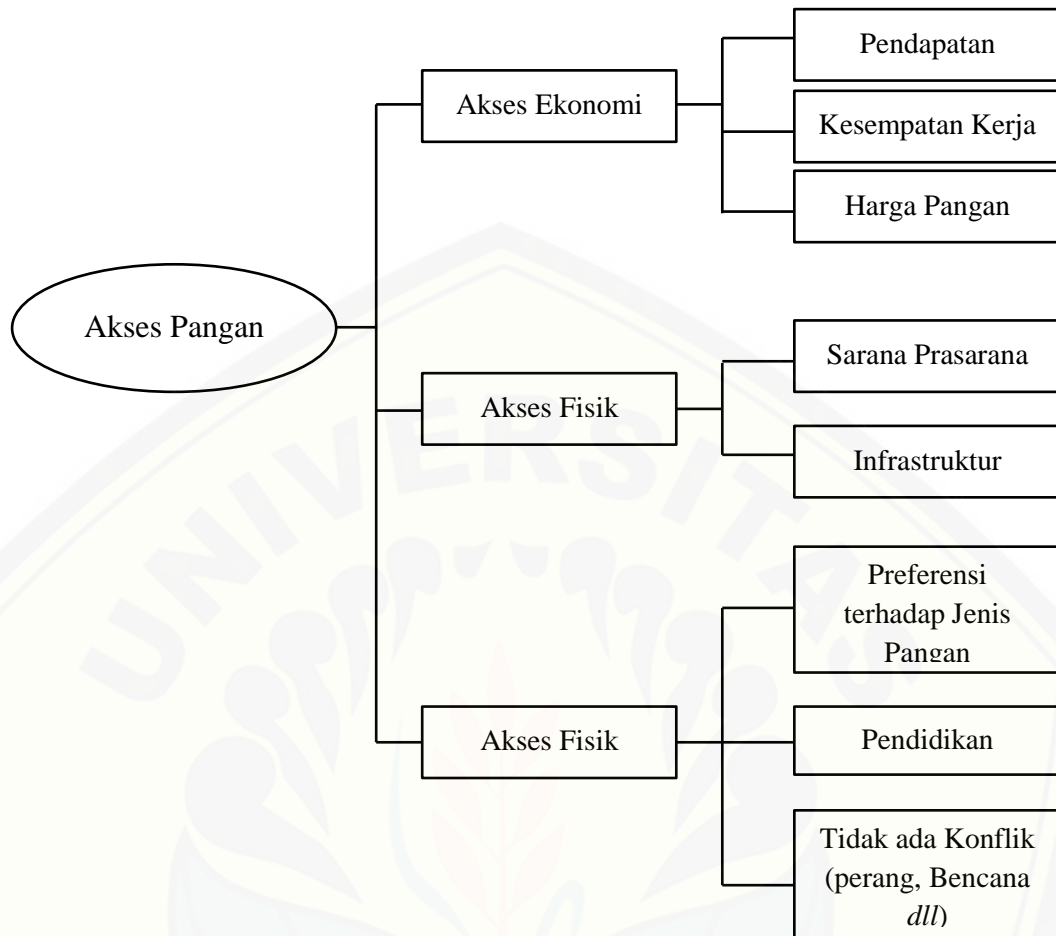 Akses Pangan
Akses Ekonomi
Pendapatan
Kesempatan Kerja
Harga Pangan
Akses Fisik
Sarana Prasarana
Infrastruktur
Akses Fisik
Preferensi
terhadap Jenis
Pangan
Pendidikan
Tidak ada Konflik
(perang, Bencana
dll)
UNIVERSITAS